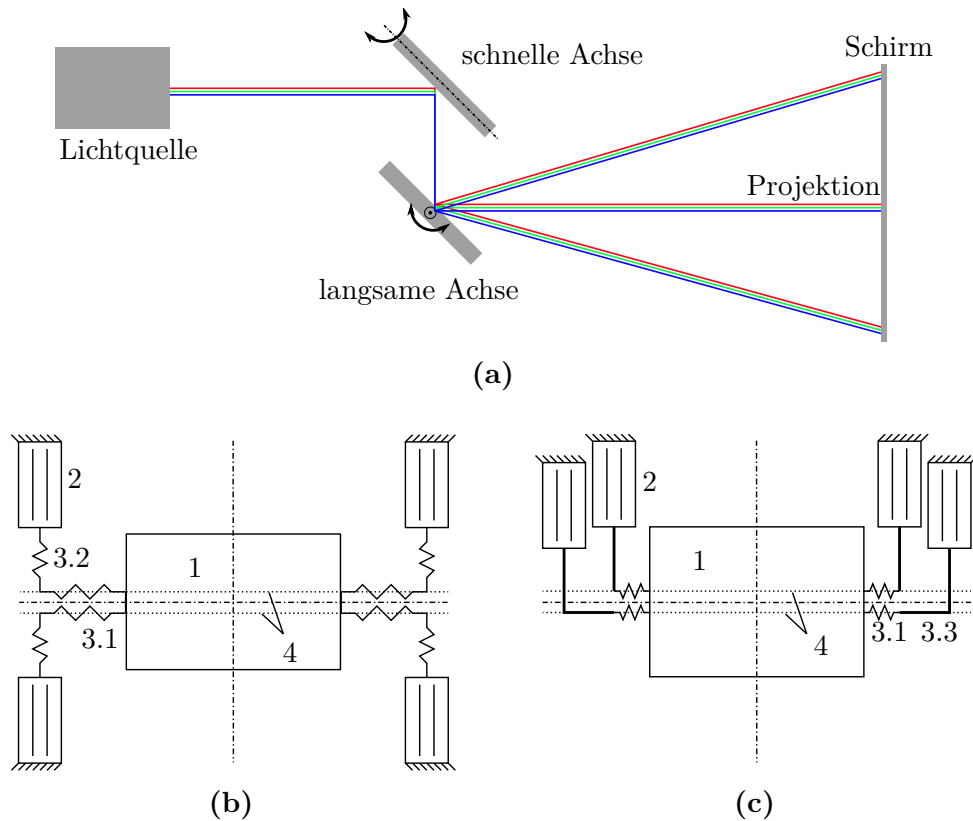 schnelle Achse
Schirm
Lichtquelle
Projektion
langsame Achse
(a)
2
3.2
1
3.1
4
(b)
2
1
3.1 3.3
4
(c)